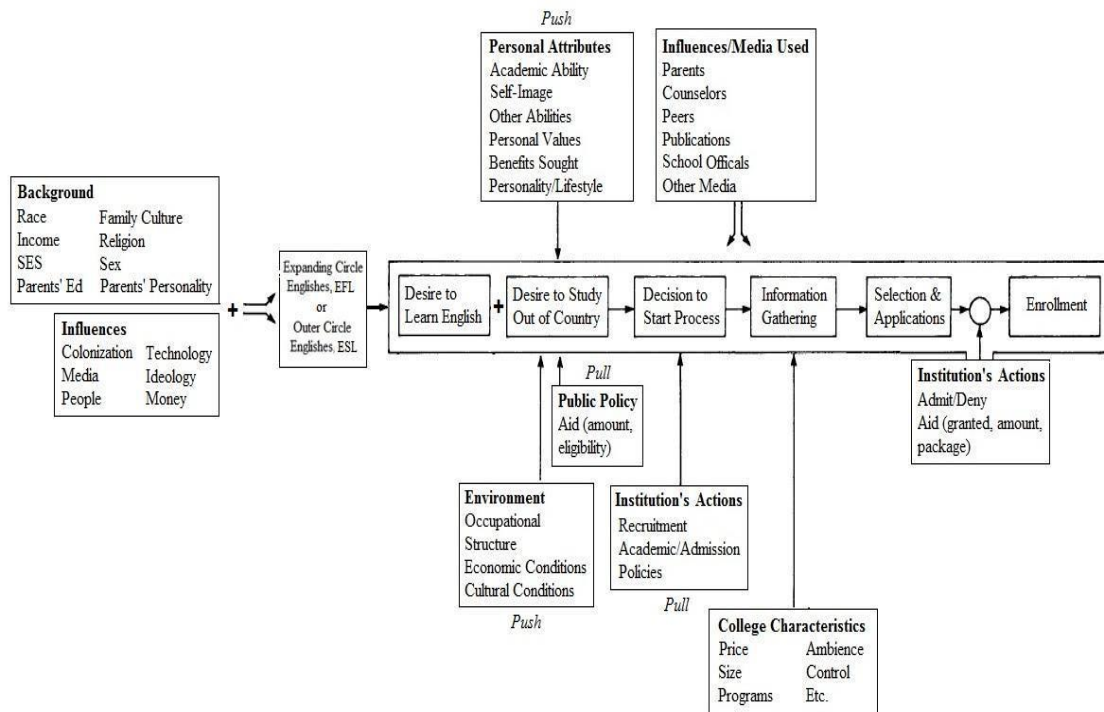 Push
Personal Attributes
Academic Ability
Self-Image
Other Abilities
Personal Values
Benefits Sought
Personality/Lifestyle
Influences/Media Used
Parents
Counselors
Peers
Publications
School Officals
Other Media
Background
Race Family Culture
Income Religion
SES Sex
Parents' Ed Parents' Personality
+
Influences
Colonization Technology
Media Ideology
People Money
Expanding Circle
Englishes, EFL
or
Outer Circle
Englishes, ESL
Desire to
Learn English
+
Desire to Study
Out of Country
Decision to
Start Process
Information
Gathering
Selection &
Applications
Enrollment
Pull
Public Policy
Aid (amount,
eligibility)
Environment
Occupational
Structure
Economic Conditions
Cultural Conditions
Push
Institution's Actions
Recruitment
Academic/Admission
Policies
Pull
College Characteristics
Price Ambience
Size Control
Programs Etc.
Institution's Actions
Admit/Deny
Aid (granted, amount,
package)